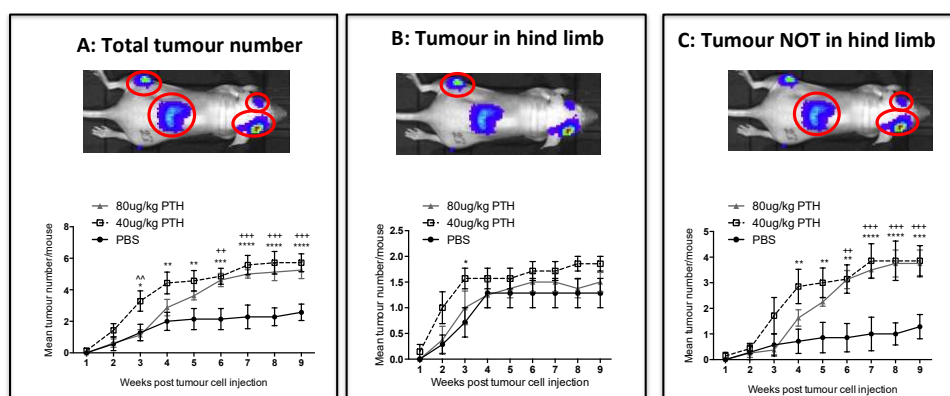 A: Total tumour number
80ug/kg PTH
40ug/kg PTH
PBS
Mean tumour number/mouse
8
6
4
2
0
^^
*
**
**
++
***
+++
****
+++
****
+++
****
1 2 3 4 5 6 7 8 9
Weeks post tumour cell injection
B: Tumour in hind limb
80ug/kg PTH
40ug/kg PTH
PBS
Mean tumour number/mouse
2.5
2.0
1.5
1.0
0.5
0.0
*
1 2 3 4 5 6 7 8 9
Weeks post tumour cell injection
C: Tumour NOT in hind limb
80ug/kg PTH
40ug/kg PTH
PBS
Mean tumour number/mouse
5
4
3
2
1
0
**
**
++
**
+++
****
+++
****
+++
***
1 2 3 4 5 6 7 8 9
Weeks post tumour cell injection